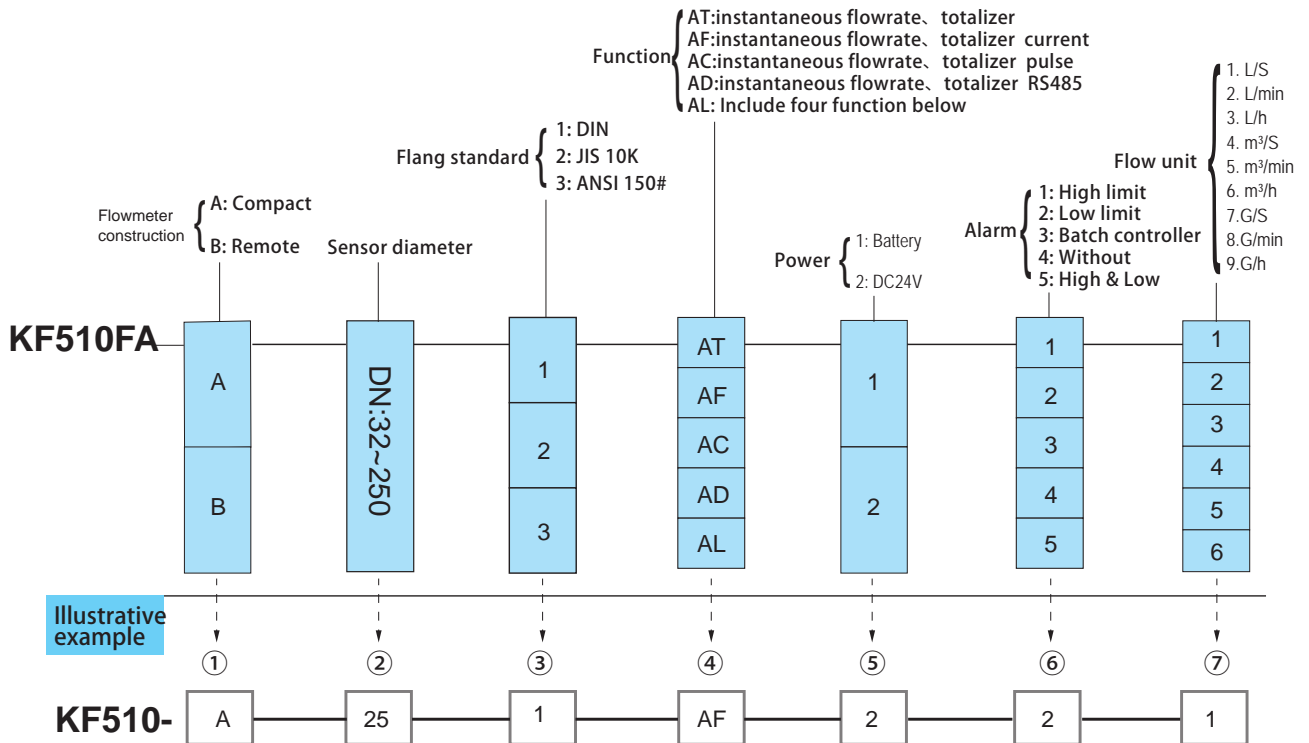 Function
AT:instantaneous flowrate、totalizer
AF:instantaneous flowrate、totalizer current
AC:instantaneous flowrate、totalizer pulse
AD:instantaneous flowrate、totalizer RS485
AL: Include four function below
Flang standard
1: DIN
2: JIS 10K
3: ANSI 150#
Flow unit
1. L/S
2. L/min
3. L/h
4. m³/S
5. m³/min
6. m³/h
7.G/S
8.G/min
9.G/h
Flowmeter
construction
A: Compact
B: Remote
Sensor diameter
Power
1: Battery
2: DC24V
Alarm
1: High limit
2: Low limit
3: Batch controller
4: Without
5: High & Low
KF510FA
A
B
DN:32~250
1
2
3
AT
AF
AC
AD
AL
1
2
1
2
3
4
5
1
2
3
4
5
6
Illustrative
example
① ② ③ ④ ⑤ ⑥ ⑦
KF510- A 25 1 AF 2 2 1